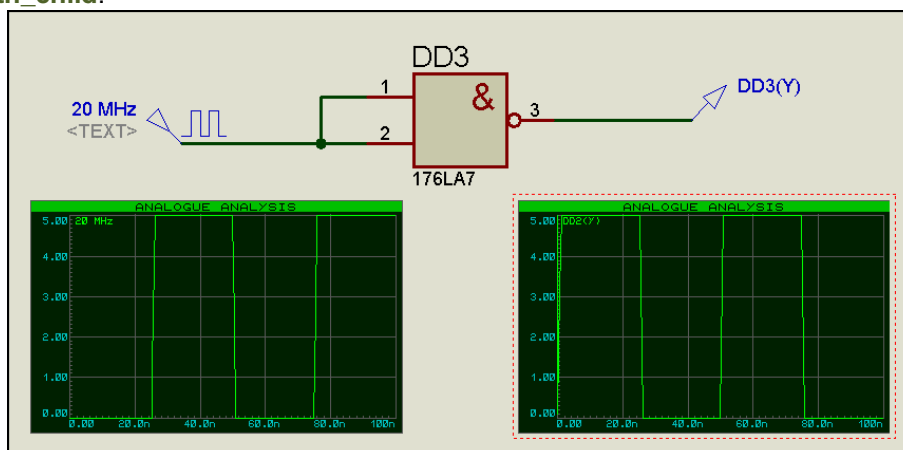 DD3
1
&
20 MHz
<TEXT>
2
3
DD3(Y)
176LA7
ANALOGUE ANALYSIS
5.00
20 MHz
4.00
3.00
2.00
1.00
0.00
0.00 20.0n 40.0n 60.0n 80.0n 100n
ANALOGUE ANALYSIS
5.00
DD2(Y)
4.00
3.00
2.00
1.00
0.00
0.00 20.0n 40.0n 60.0n 80.0n 100n